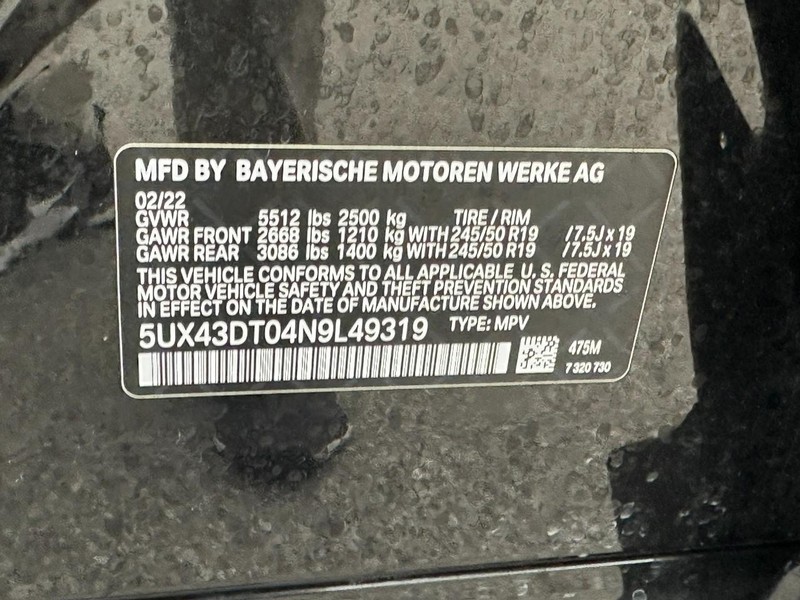 MFD BY BAYERISCHE MOTOREN WERKE AG
02/22
GVWR 5512 lbs 2500 kg TIRE / RIM
GAWR FRONT 2668 lbs 1210 kg WITH 245/50 R19 /7.5J x 19
GAWR REAR 3086 lbs 1400 kg WITH 245/50 R19 /7.5J x 19
THIS VEHICLE CONFORMS TO ALL APPLICABLE U.S. FEDERAL
MOTOR VEHICLE SAFETY AND THEFT PREVENTION STANDARDS
IN EFFECT ON THE DATE OF MANUFACTURE SHOWN ABOVE.
5UX43DT04N9L49319 TYPE: MPV
475M
7 320 730